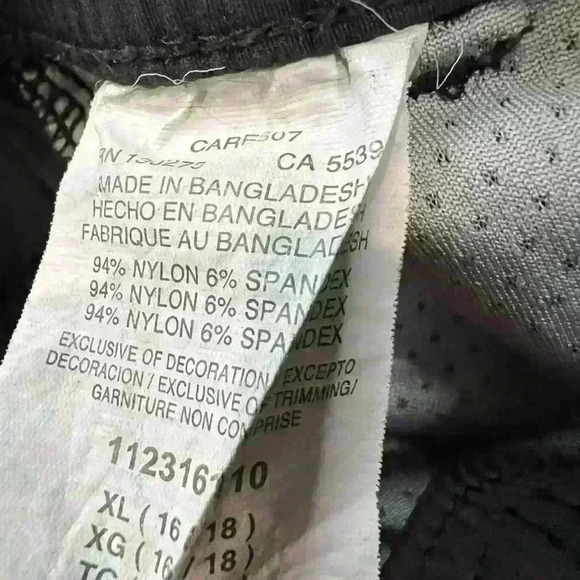 CARF507
RN CA 5539
MADE IN BANGLADESH
HECHO EN BANGLADESH
FABRIQUE AU BANGLADESH
94% NYLON 6% SPANDEX
94% NYLON 6% SPANDEX
94% NYLON 6% SPANDEX
EXCLUSIVE OF DECORATION / EXCEPTO
DECORACION / EXCLUSIVE OF TRIMMING/
GARNITURE NON COMPRISE
112316110
XL ( 16 / 18 )
XG ( 16 / 18 )
TG (